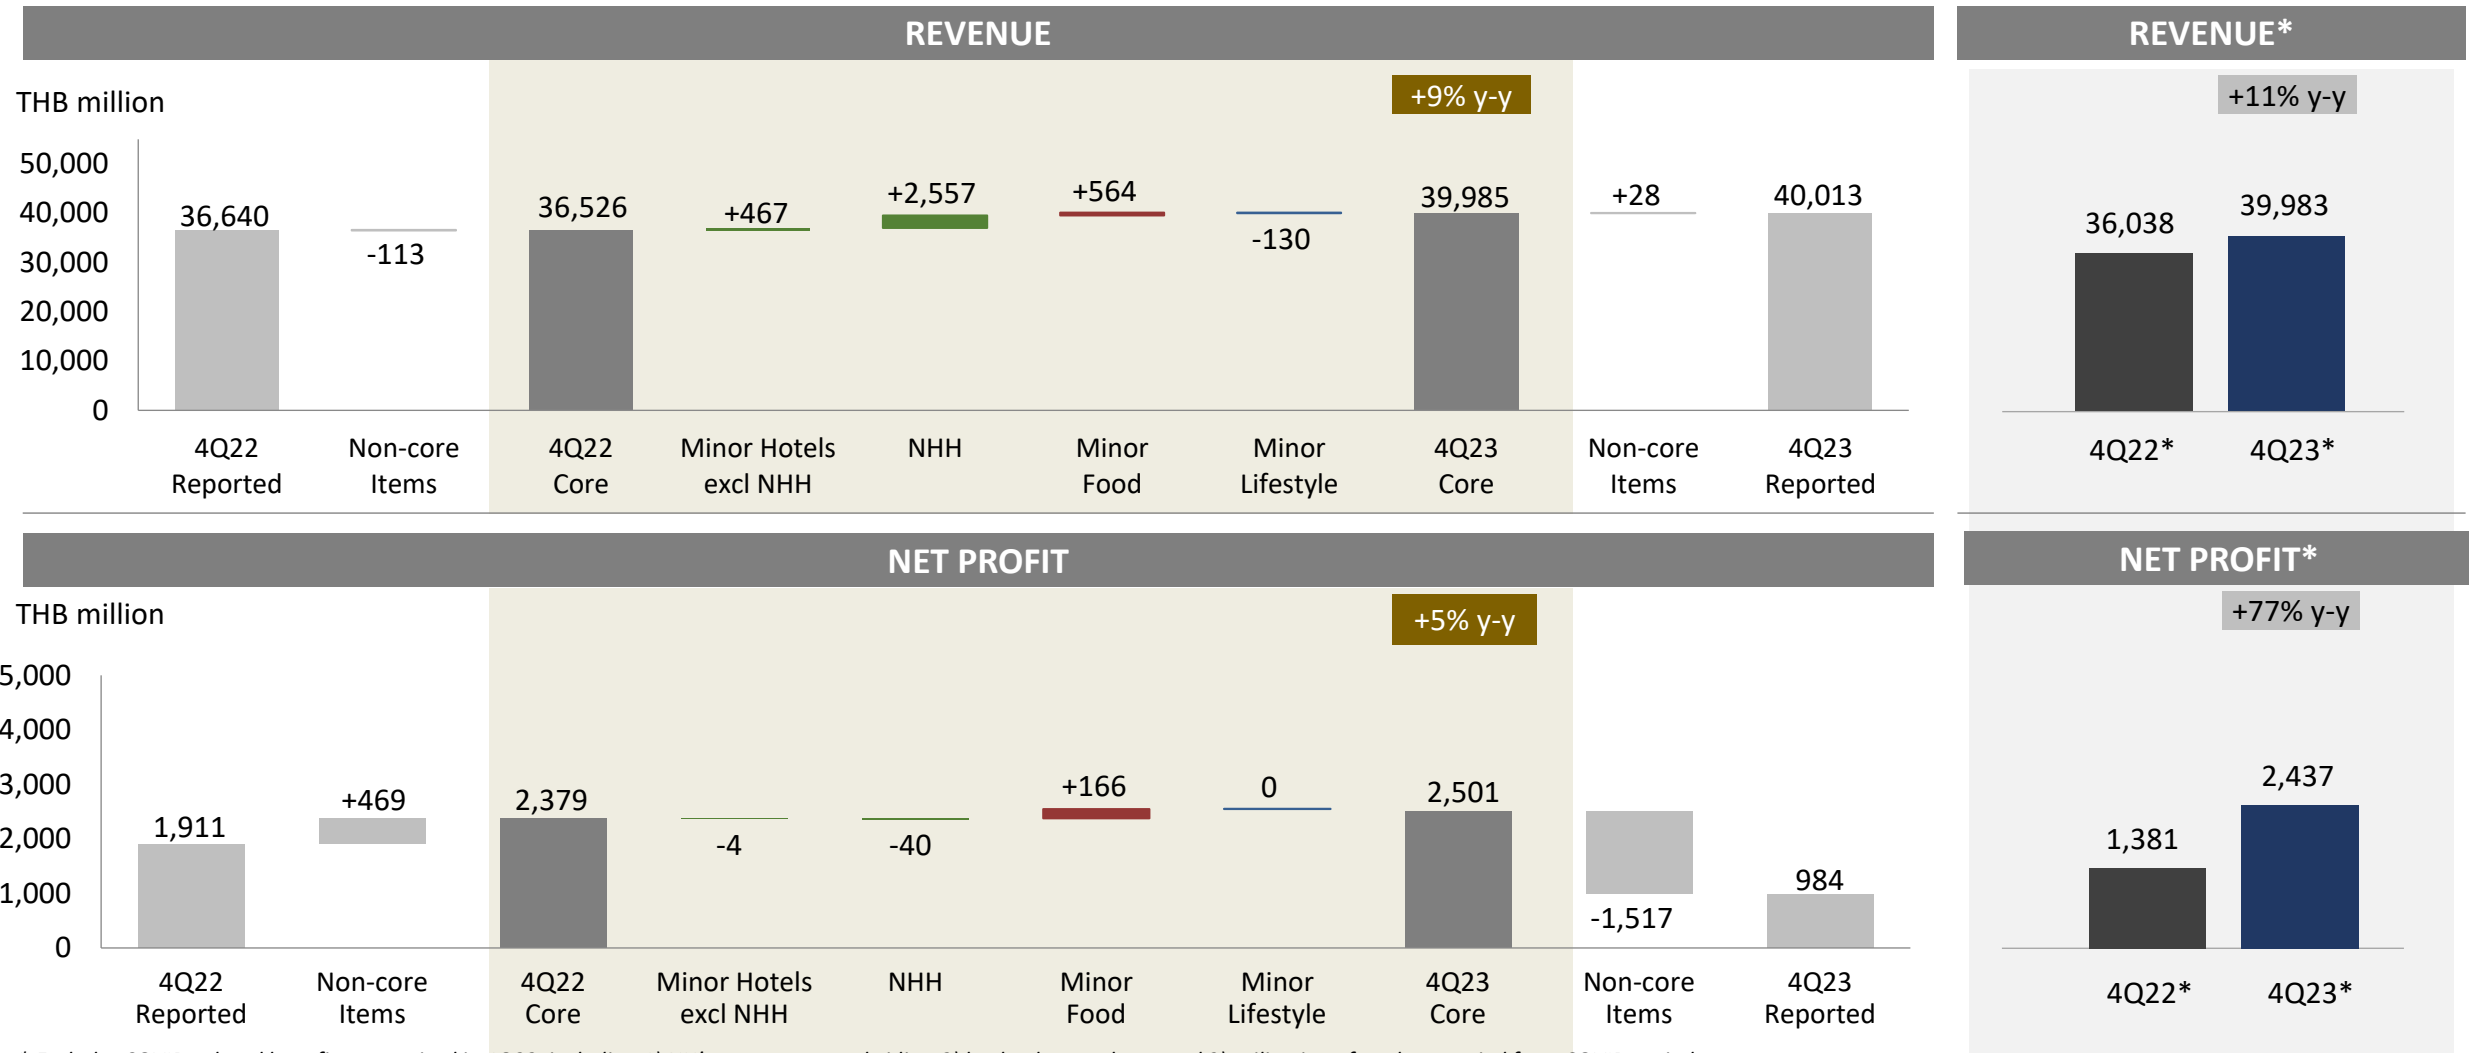 REVENUE
REVENUE*
THB million
+9% y-y
+11% y-y
50,000
40,000
30,000
20,000
10,000
0
36,640
-113
36,526
+467
+2,557
+564
-130
39,985
+28
40,013
36,038
39,983
4Q22 Reported
Non-core Items
4Q22 Core
Minor Hotels excl NHH
NHH
Minor Food
Minor Lifestyle
4Q23 Core
Non-core Items
4Q23 Reported
4Q22*
4Q23*
NET PROFIT
NET PROFIT*
THB million
+5% y-y
+77% y-y
5,000
4,000
3,000
2,000
1,000
0
1,911
+469
2,379
-4
-40
+166
0
2,501
-1,517
984
1,381
2,437
4Q22 Reported
Non-core Items
4Q22 Core
Minor Hotels excl NHH
NHH
Minor Food
Minor Lifestyle
4Q23 Core
Non-core Items
4Q23 Reported
4Q22*
4Q23*